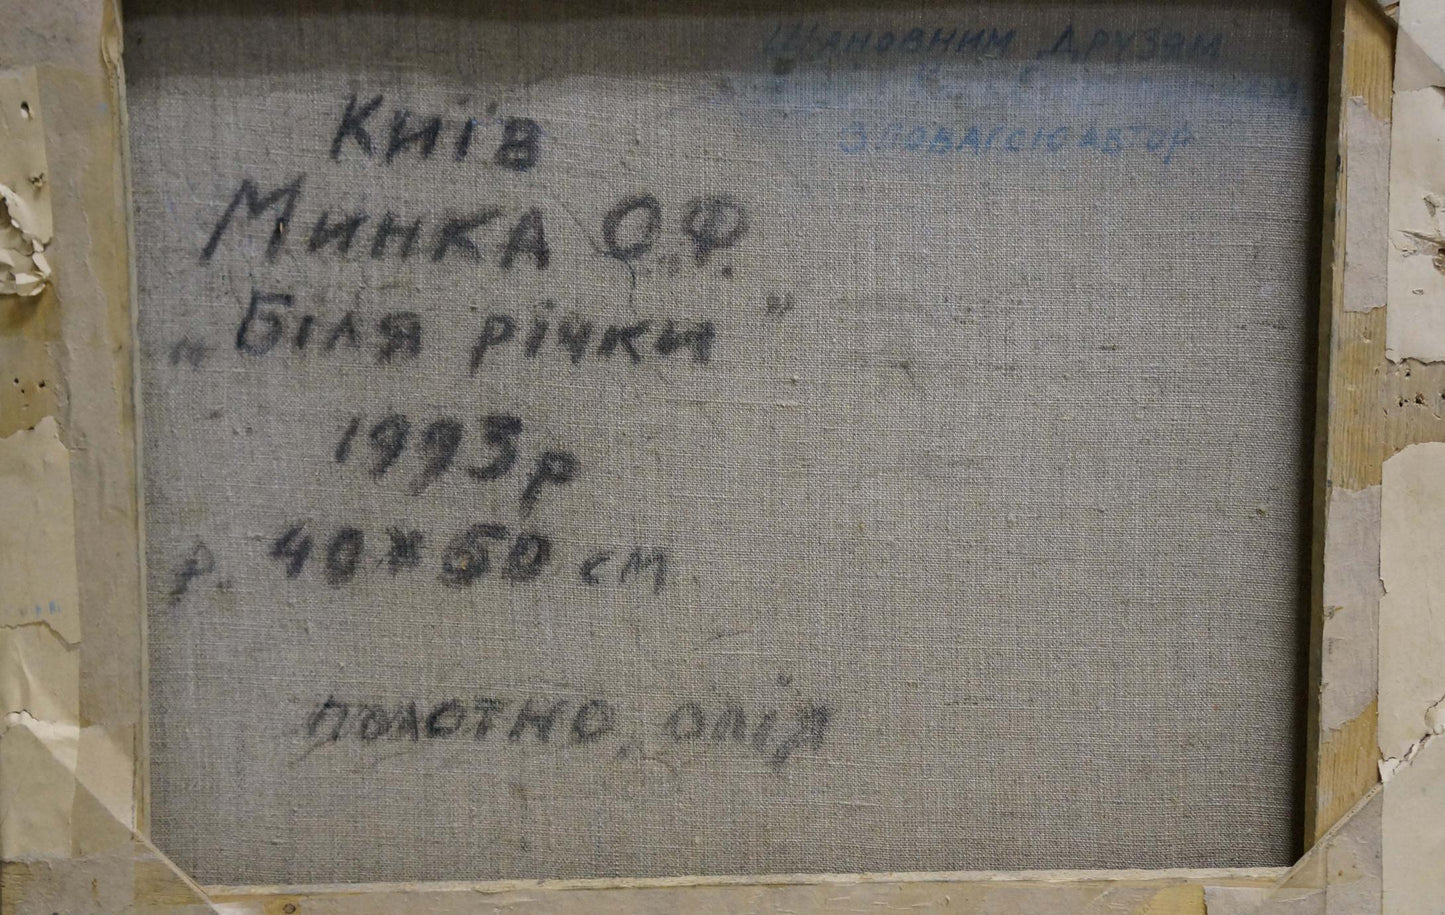 Шановним друзям
з повагою автор
Київ
Минка О.Ф.
„Біля річки"
1993р
р. 40×50 см
полотно, олія